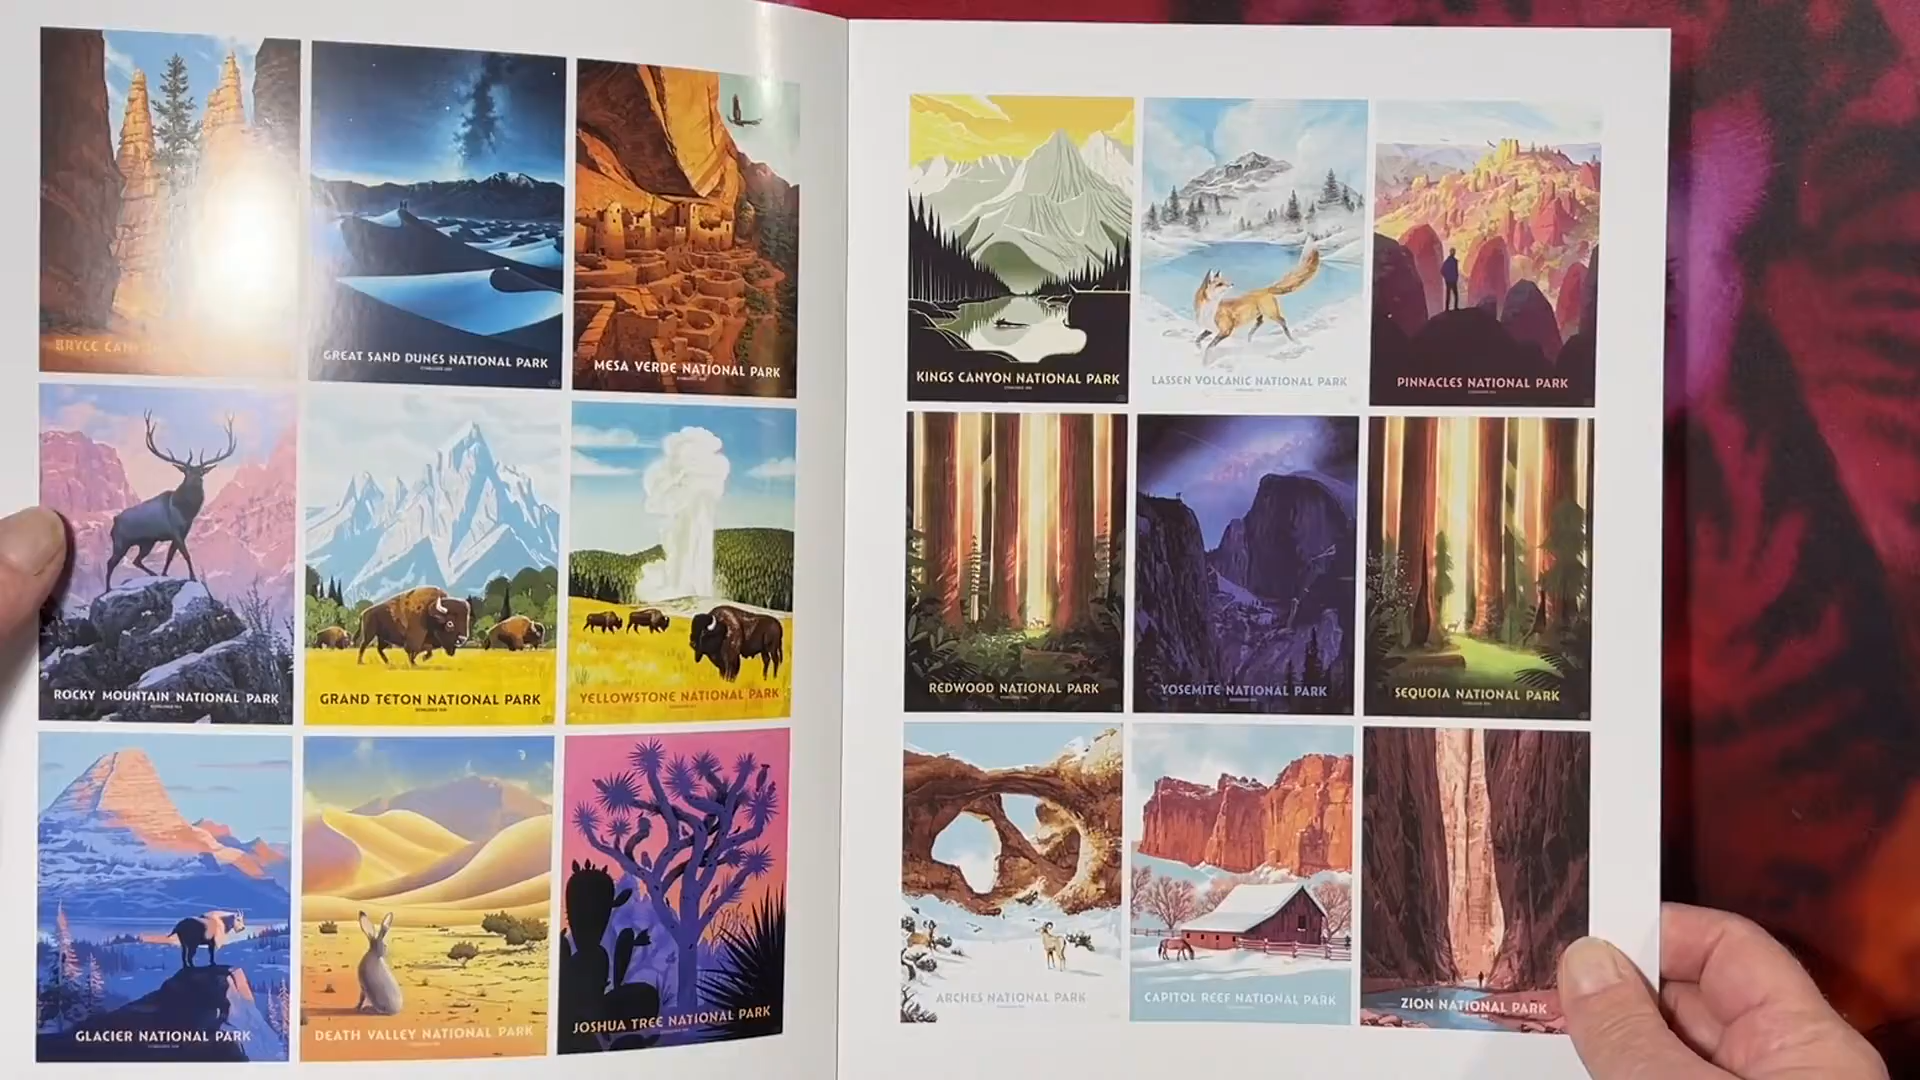 BRYCE
GREAT SAND DUNES NATIONAL PARK
MESA VERDE NATIONAL PARK
ROCKY MOUNTAIN NATIONAL PARK
GRAND TETON NATIONAL PARK
YELLOWSTONE NATIONAL PARK
GLACIER NATIONAL PARK
DEATH VALLEY NATIONAL PARK
JOSHUA TREE NATIONAL PARK
KINGS CANYON NATIONAL PARK
LASSEN VOLCANIC NATIONAL PARK
PINNACLES NATIONAL PARK
REDWOOD NATIONAL PARK
YOSEMITE NATIONAL PARK
SEQUOIA NATIONAL PARK
ARCHES NATIONAL PARK
CAPITOL REEF NATIONAL PARK
ZION NATIONAL PARK